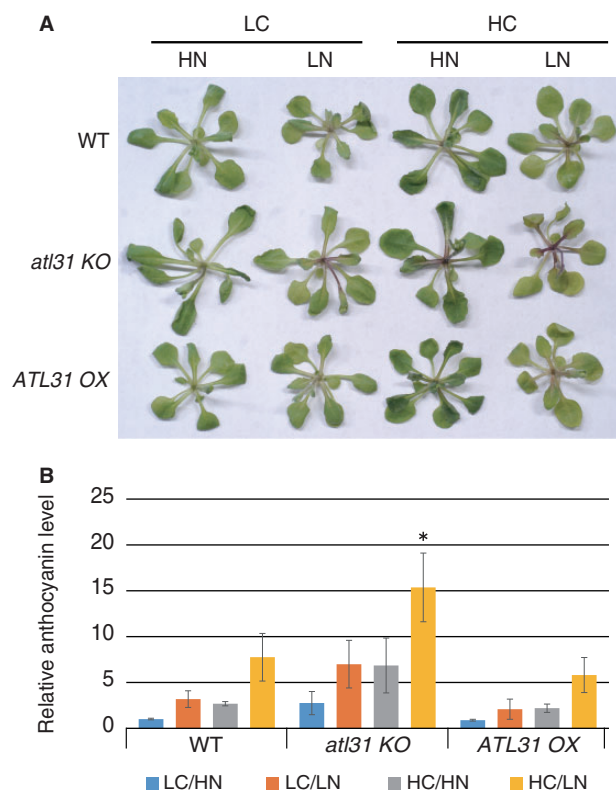 A
LC HC
HN LN HN LN
WT
atl31 KO
ATL31 OX
B
Relative anthocyanin level
25
20
15
10
5
0
*
WT atl31 KO ATL31 OX
LC/HN LC/LN HC/HN HC/LN